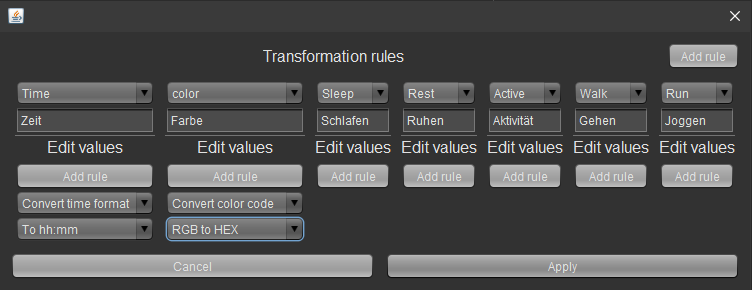 Transformation rules Add rule
Time color Sleep Rest Active Walk Run
Zeit Farbe Schlafen Ruhen Aktivität Gehen Joggen
Edit values Edit values Edit values Edit values Edit values Edit values Edit values
Add rule Add rule Add rule Add rule Add rule Add rule Add rule
Convert time format Convert color code
To hh:mm RGB to HEX
Cancel Apply